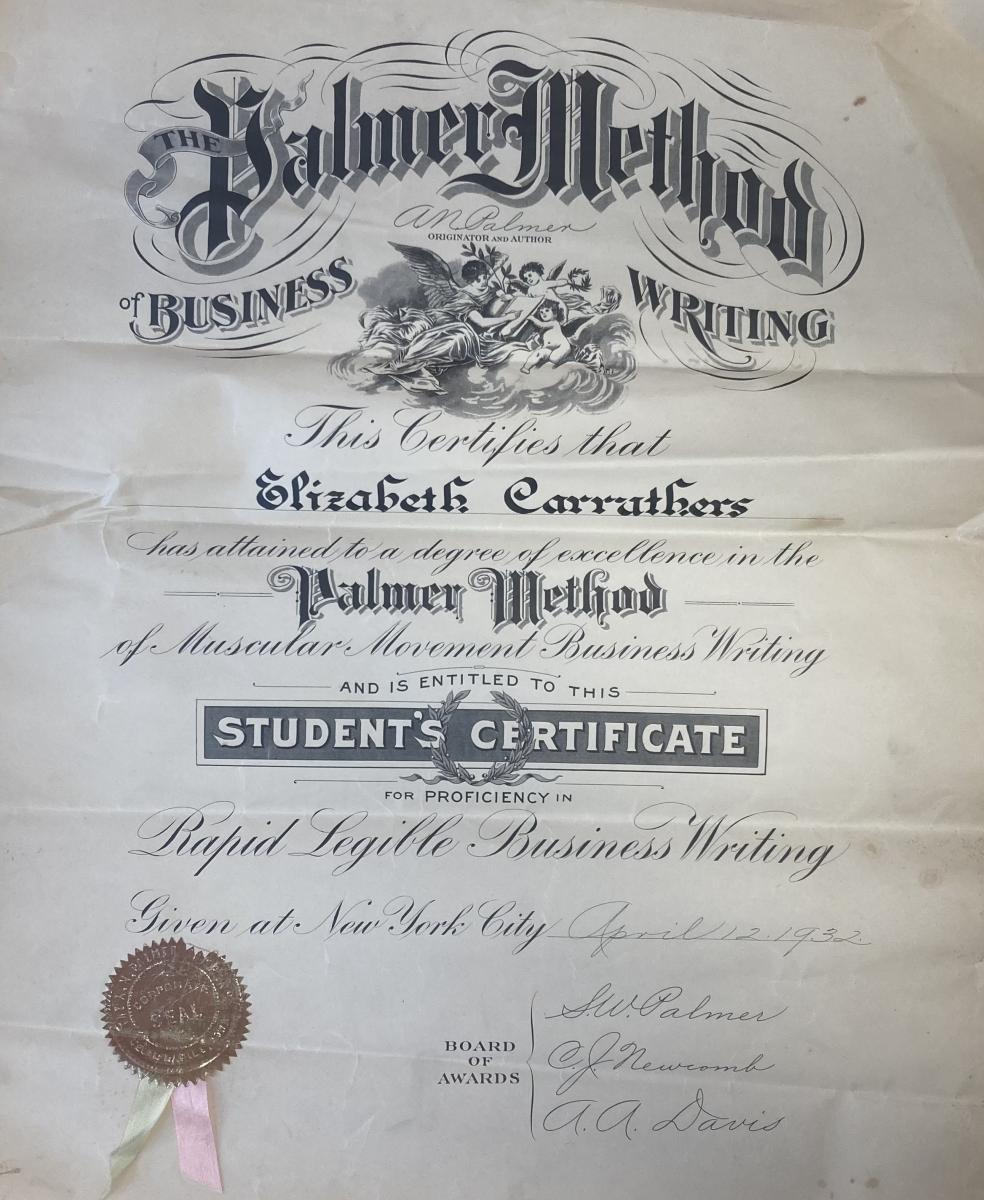 THE Palmer Method
A.N. Palmer
ORIGINATOR AND AUTHOR
of BUSINESS WRITING
This Certifies that
Elizabeth Carruthers
has attained to a degree of excellence in the
Palmer Method
of Muscular Movement Business Writing
AND IS ENTITLED TO THIS
STUDENT'S CERTIFICATE
FOR PROFICIENCY IN
Rapid Legible Business Writing
Given at New York City April 12. 1932.
CORPORATE
SEAL
BOARD
OF
AWARDS
S.W. Palmer
C.J. Newcomb
A.A. Davis